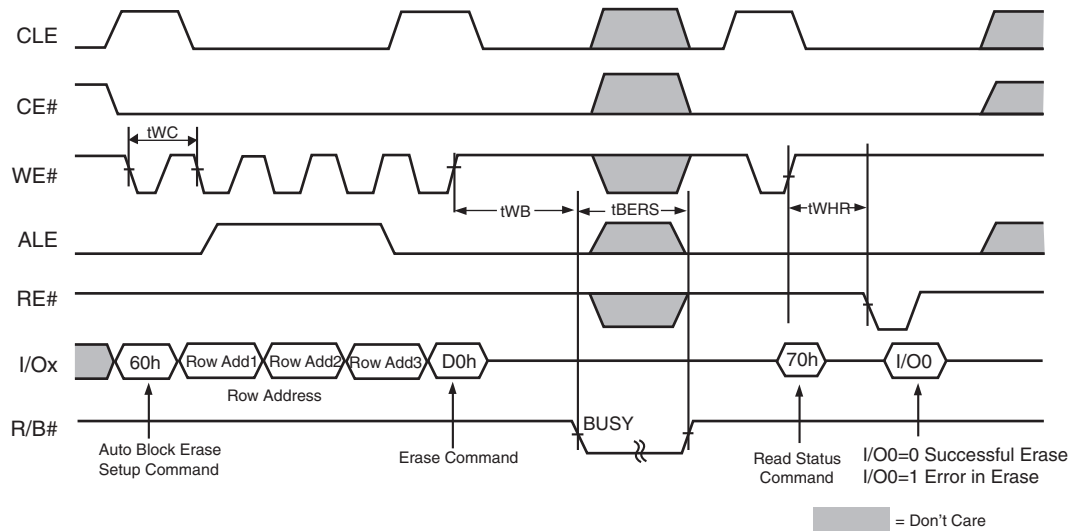 CLE
CE#
tWC
WE#
tWB
tBERS
tWHR
ALE
RE#
I/Ox
60h
Row Add1
Row Add2
Row Add3
D0h
70h
I/O0
Row Address
R/B#
BUSY
Auto Block Erase
Setup Command
Erase Command
Read Status
Command
I/O0=0 Successful Erase
I/O0=1 Error in Erase
= Don't Care